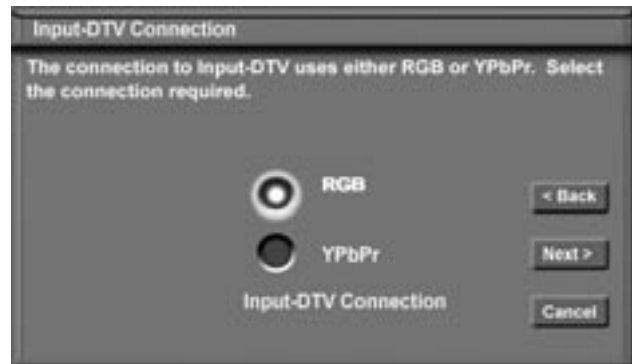 Input-DTV Connection
The connection to Input-DTV uses either RGB or YPbPr. Select
the connection required.
RGB
< Back
YPbPr
Next >
Input-DTV Connection
Cancel